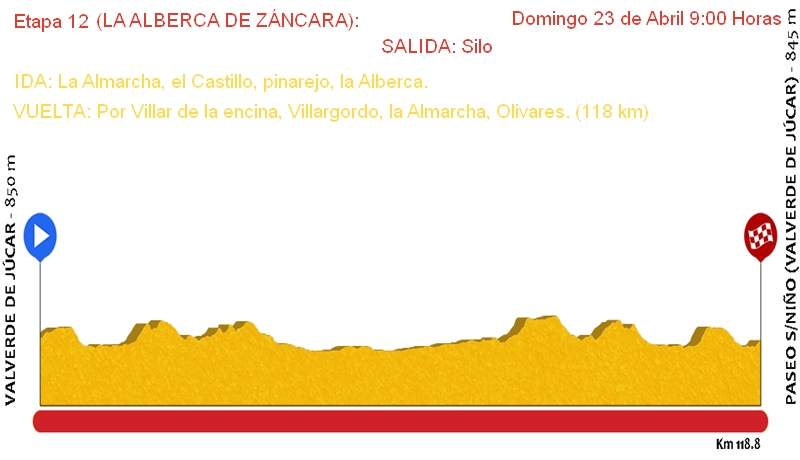 Etapa 12 (LA ALBERCA DE ZÁNCARA):
Domingo 23 de Abril 9:00 Horas
SALIDA: Silo
IDA: La Almarcha, el Castillo, pinarejo, la Alberca.
VUELTA: Por Villar de la encina, Villargordo, la Almarcha, Olivares. (118 km)
VALVERDE DE JÚCAR - 850 m
PASEO S/NIÑO (VALVERDE DE JÚCAR) - 845 m
Km 118.8